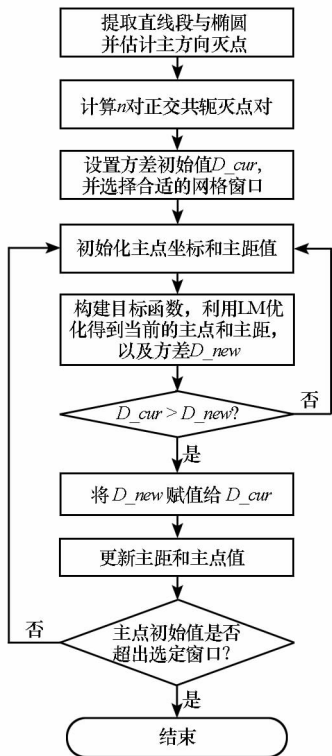 提取直线段与椭圆
并估计主方向灭点
计算n对正交共轭灭点对
设置方差初始值D_cur,
并选择合适的网格窗口
初始化主点坐标和主距值
构建目标函数，利用LM优
化得到当前的主点和主距，
以及方差D_new
D_cur > D_new?
否
是
将 D_new 赋值给 D_cur
更新主距和主点值
否
主点初始值是否
超出选定窗口?
是
结束